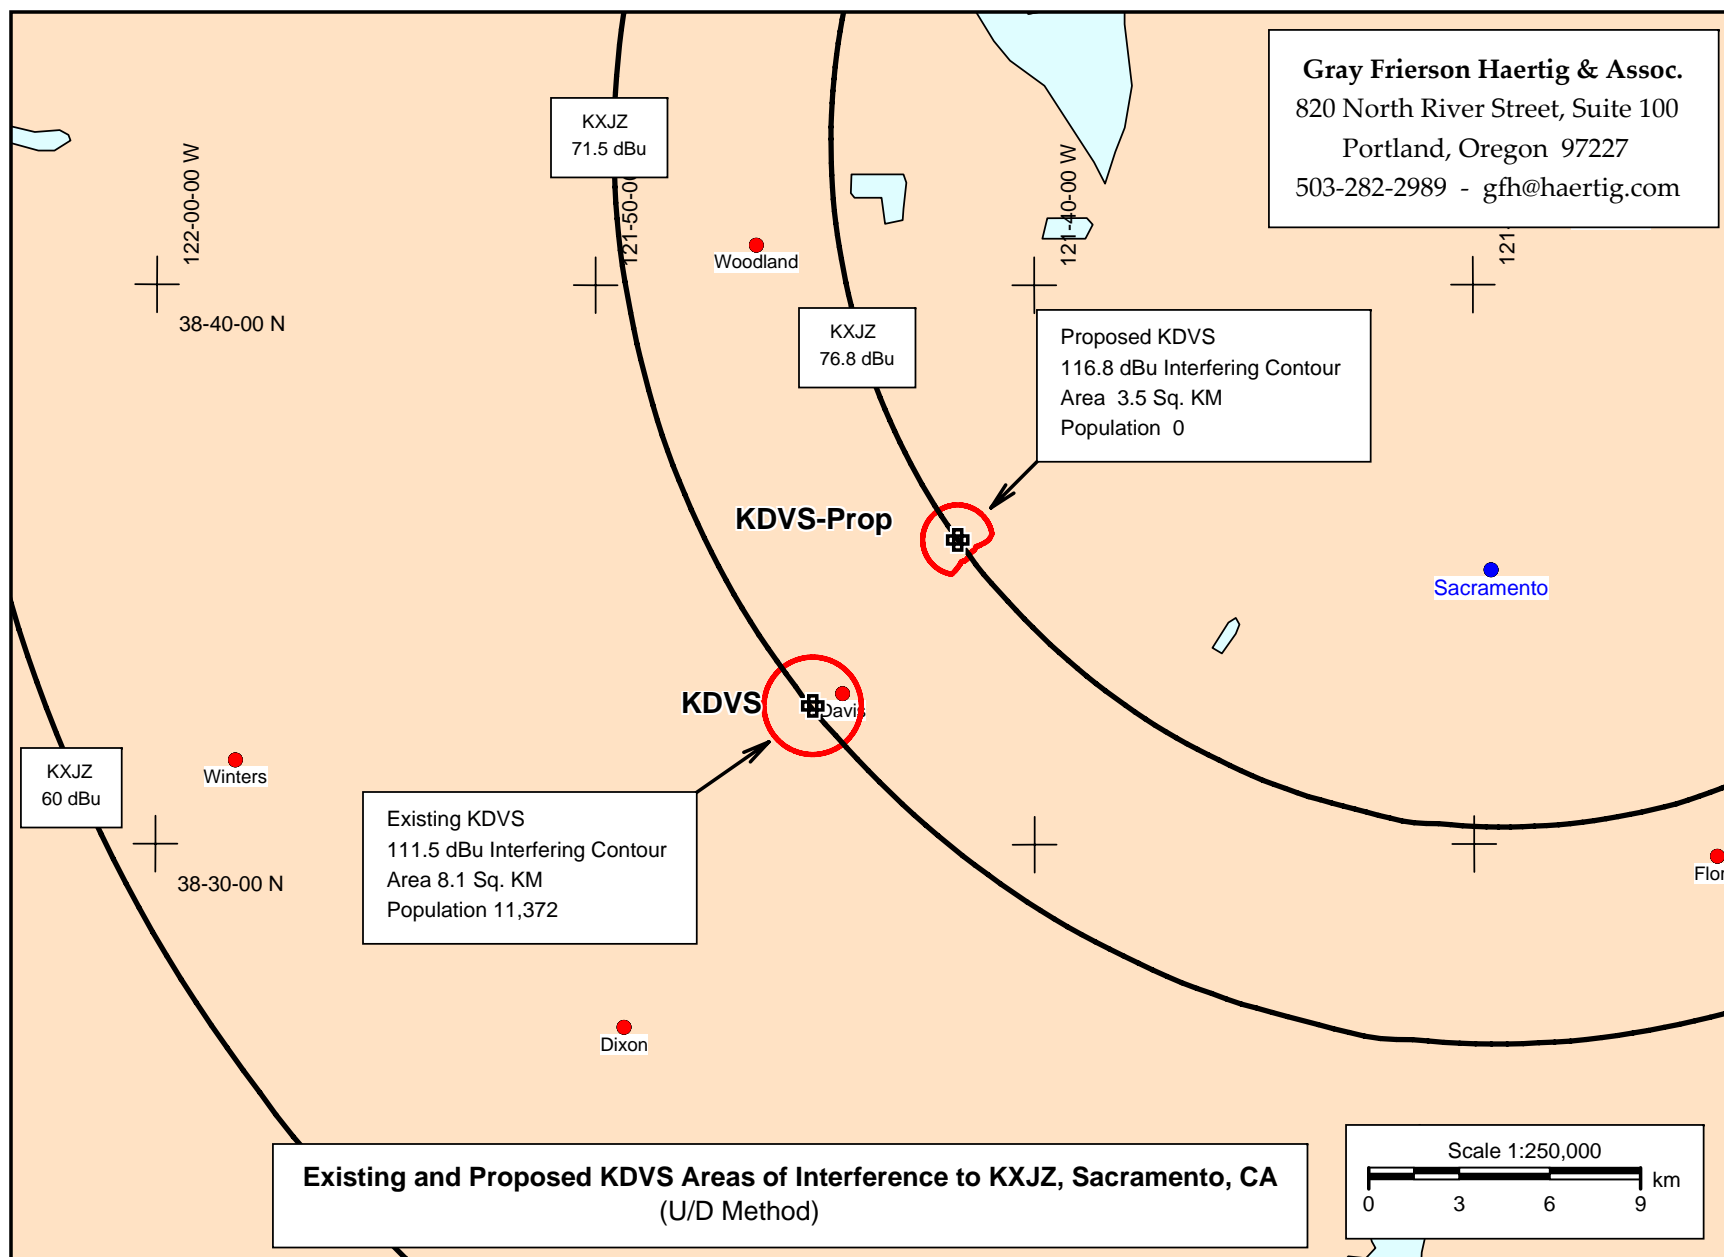 Gray Frierson Haertig & Assoc.
820 North River Street, Suite 100
Portland, Oregon  97227
503-282-2989  -  gfh@haertig.com
KXJZ
71.5 dBu
122-00-00 W
121-50-00
121-40-00 W
121-
Woodland
38-40-00 N
KXJZ
76.8 dBu
Proposed KDVS
116.8 dBu Interfering Contour
Area  3.5 Sq. KM
Population  0
KDVS-Prop
Sacramento
KDVS
Davis
KXJZ
60 dBu
Winters
Existing KDVS
111.5 dBu Interfering Contour
Area 8.1 Sq. KM
Population 11,372
38-30-00 N
Flor
Dixon
Existing and Proposed KDVS Areas of Interference to KXJZ, Sacramento, CA
(U/D Method)
Scale 1:250,000
km
0 3 6 9